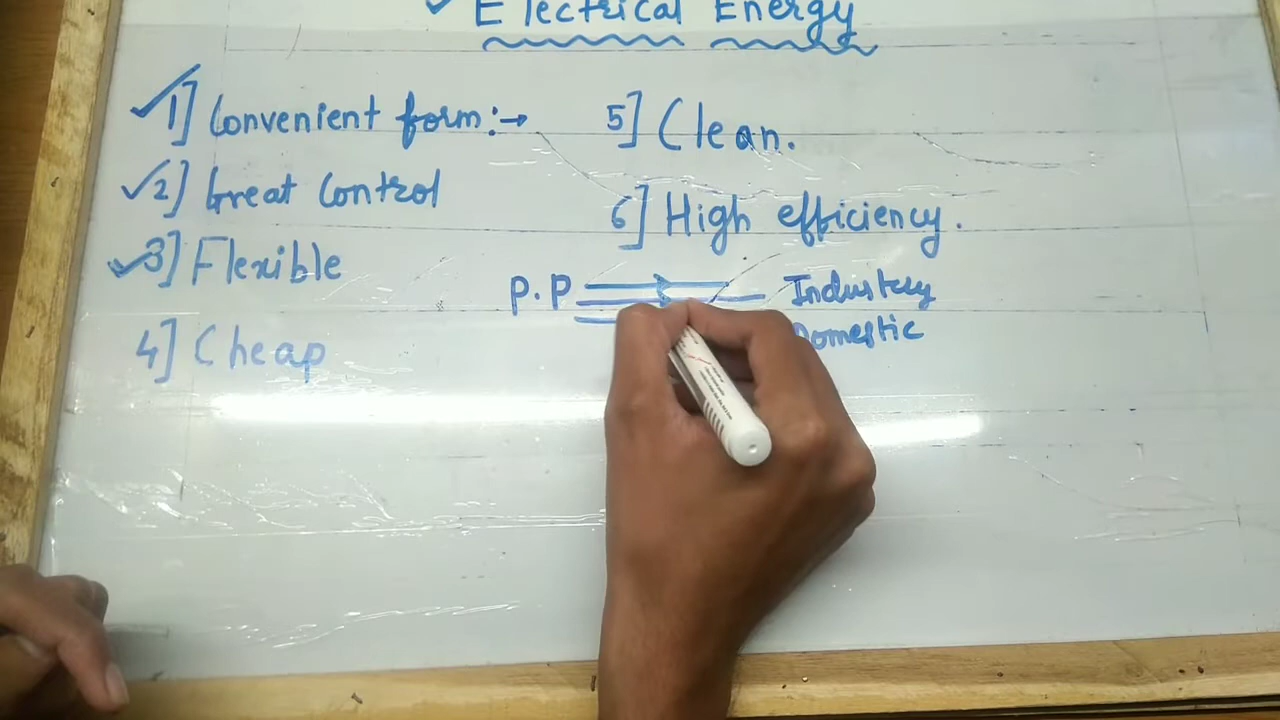 Electrical Energy
1] Convenient form:→
2] Great Control
3] Flexible
4] Cheap
5] Clean.
6] High efficiency.
P.P
Industry
Domestic